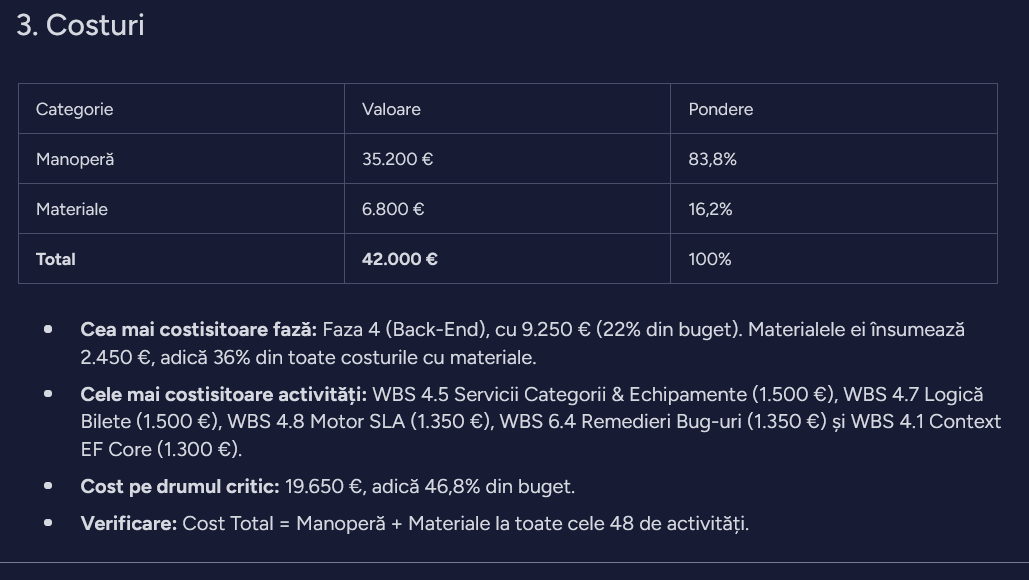 3. Costuri
Categorie Valoare Pondere
Manoperă 35.200 € 83,8%
Materiale 6.800 € 16,2%
Total 42.000 € 100%
Cea mai costisitoare fază: Faza 4 (Back-End), cu 9.250 € (22% din buget). Materialele ei însumează
2.450 €, adică 36% din toate costurile cu materiale.
Cele mai costisitoare activități: WBS 4.5 Servicii Categorii & Echipamente (1.500 €), WBS 4.7 Logică
Bilete (1.500 €), WBS 4.8 Motor SLA (1.350 €), WBS 6.4 Remedieri Bug-uri (1.350 €) și WBS 4.1 Context
EF Core (1.300 €).
Cost pe drumul critic: 19.650 €, adică 46,8% din buget.
Verificare: Cost Total = Manoperă + Materiale la toate cele 48 de activități.